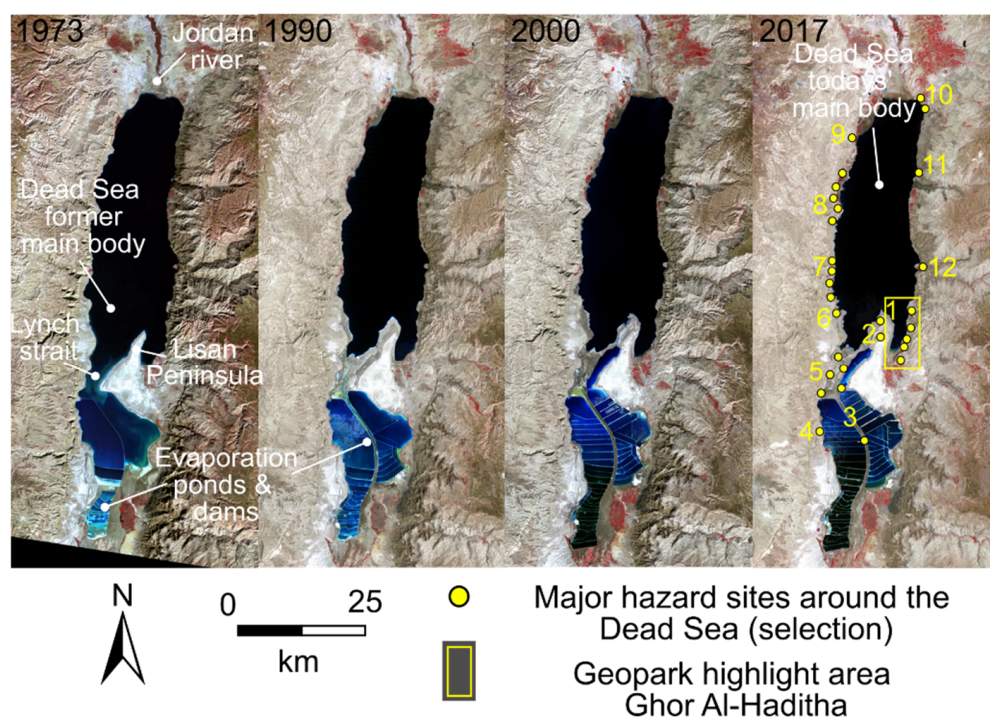 1973
1990
2000
2017
Jordan
river
Dead Sea
former
main body
Lynch
strait
Lisan
Peninsula
Evaporation
ponds &
dams
Dead Sea
todays'
main body
10
9
11
8
7
12
6
1
2
5
3
4
N
0
25
km
Major hazard sites around the
Dead Sea (selection)
Geopark highlight area
Ghor Al-Haditha